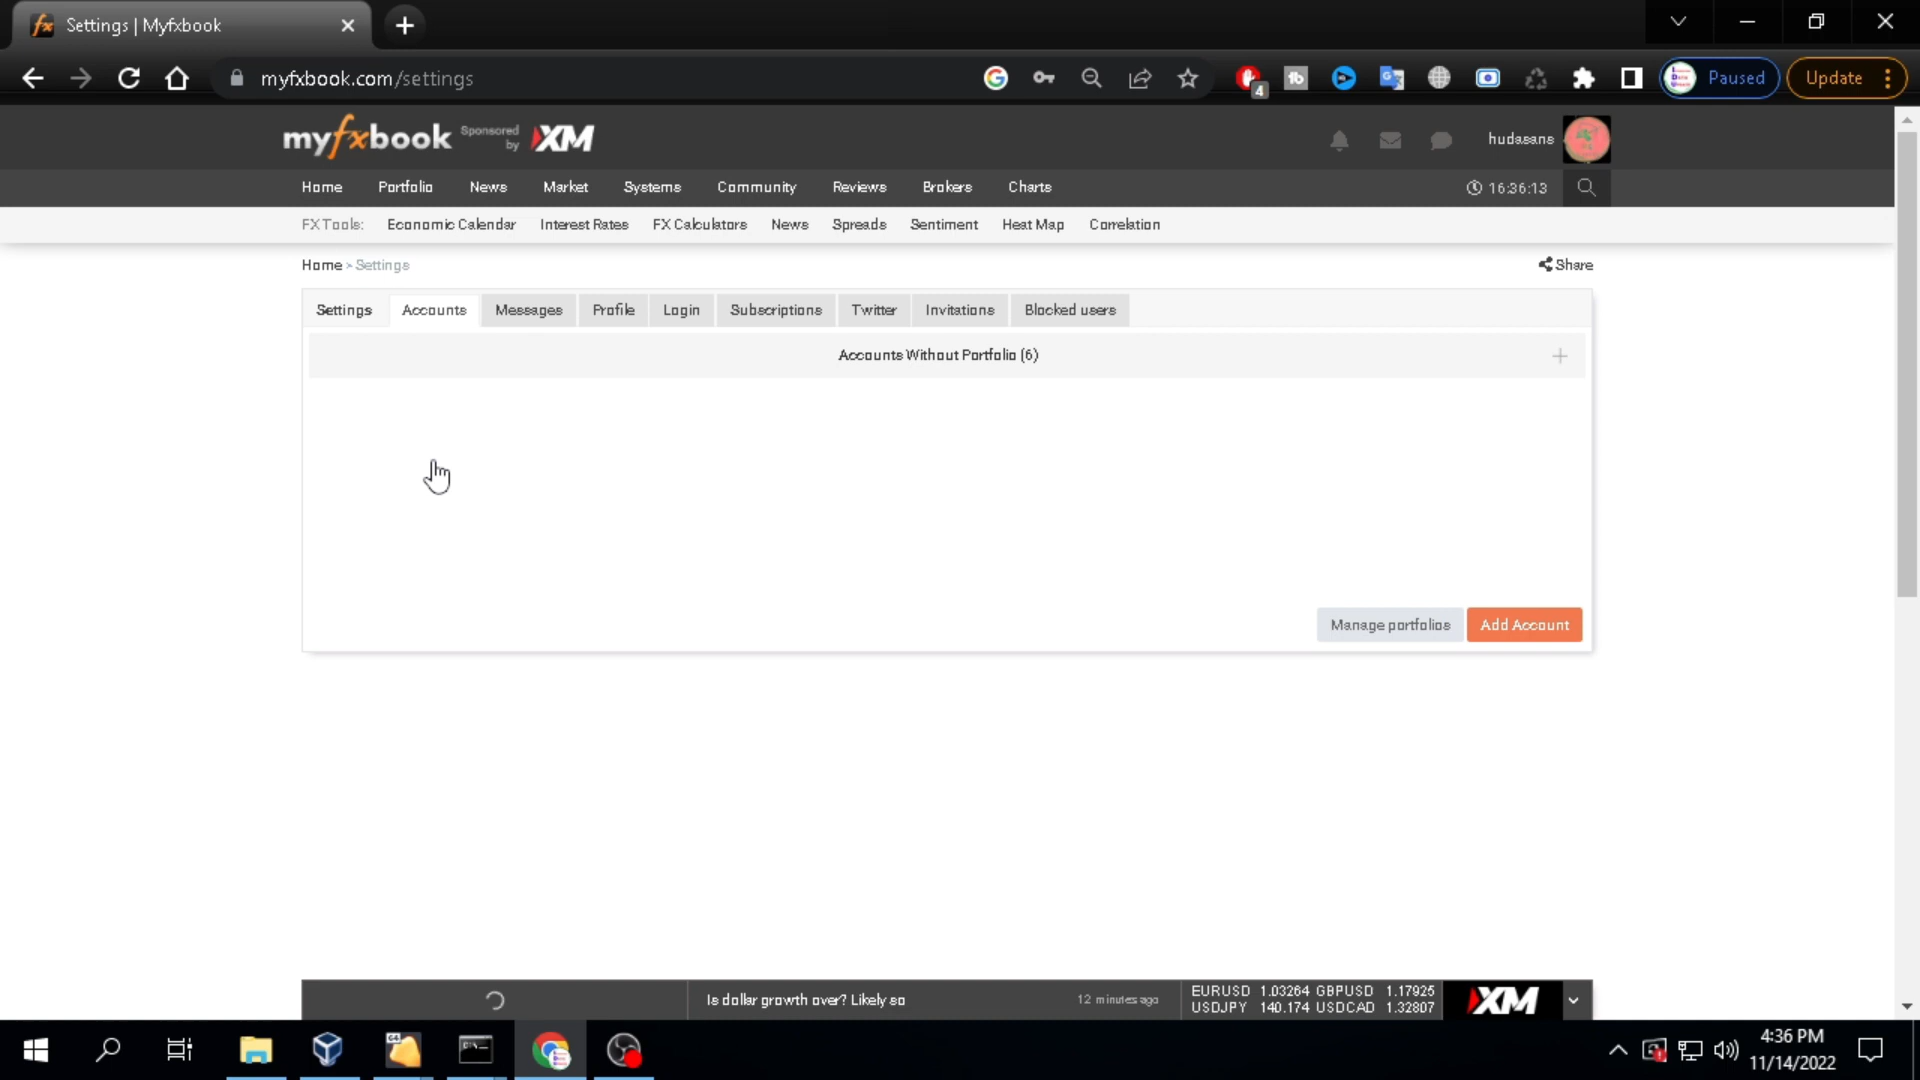 Settings | Myfxbook
myfxbook.com/settings
4
Paused
Update
myfxbook Sponsored by XM
hudasans
Home Portfolio News Market Systems Community Reviews Brokers Charts
16:36:13
FX Tools: Economic Calendar Interest Rates FX Calculators News Spreads Sentiment Heat Map Correlation
Home > Settings
Share
Settings Accounts Messages Profile Login Subscriptions Twitter Invitations Blocked users
Accounts Without Portfolio (6)
Manage portfolios Add Account
Is dollar growth over? Likely so
12 minutes ago
EURUSD 1.03264 GBPUSD 1.17925
USDJPY 140.174 USDCAD 1.32807
XM
4:36 PM
11/14/2022